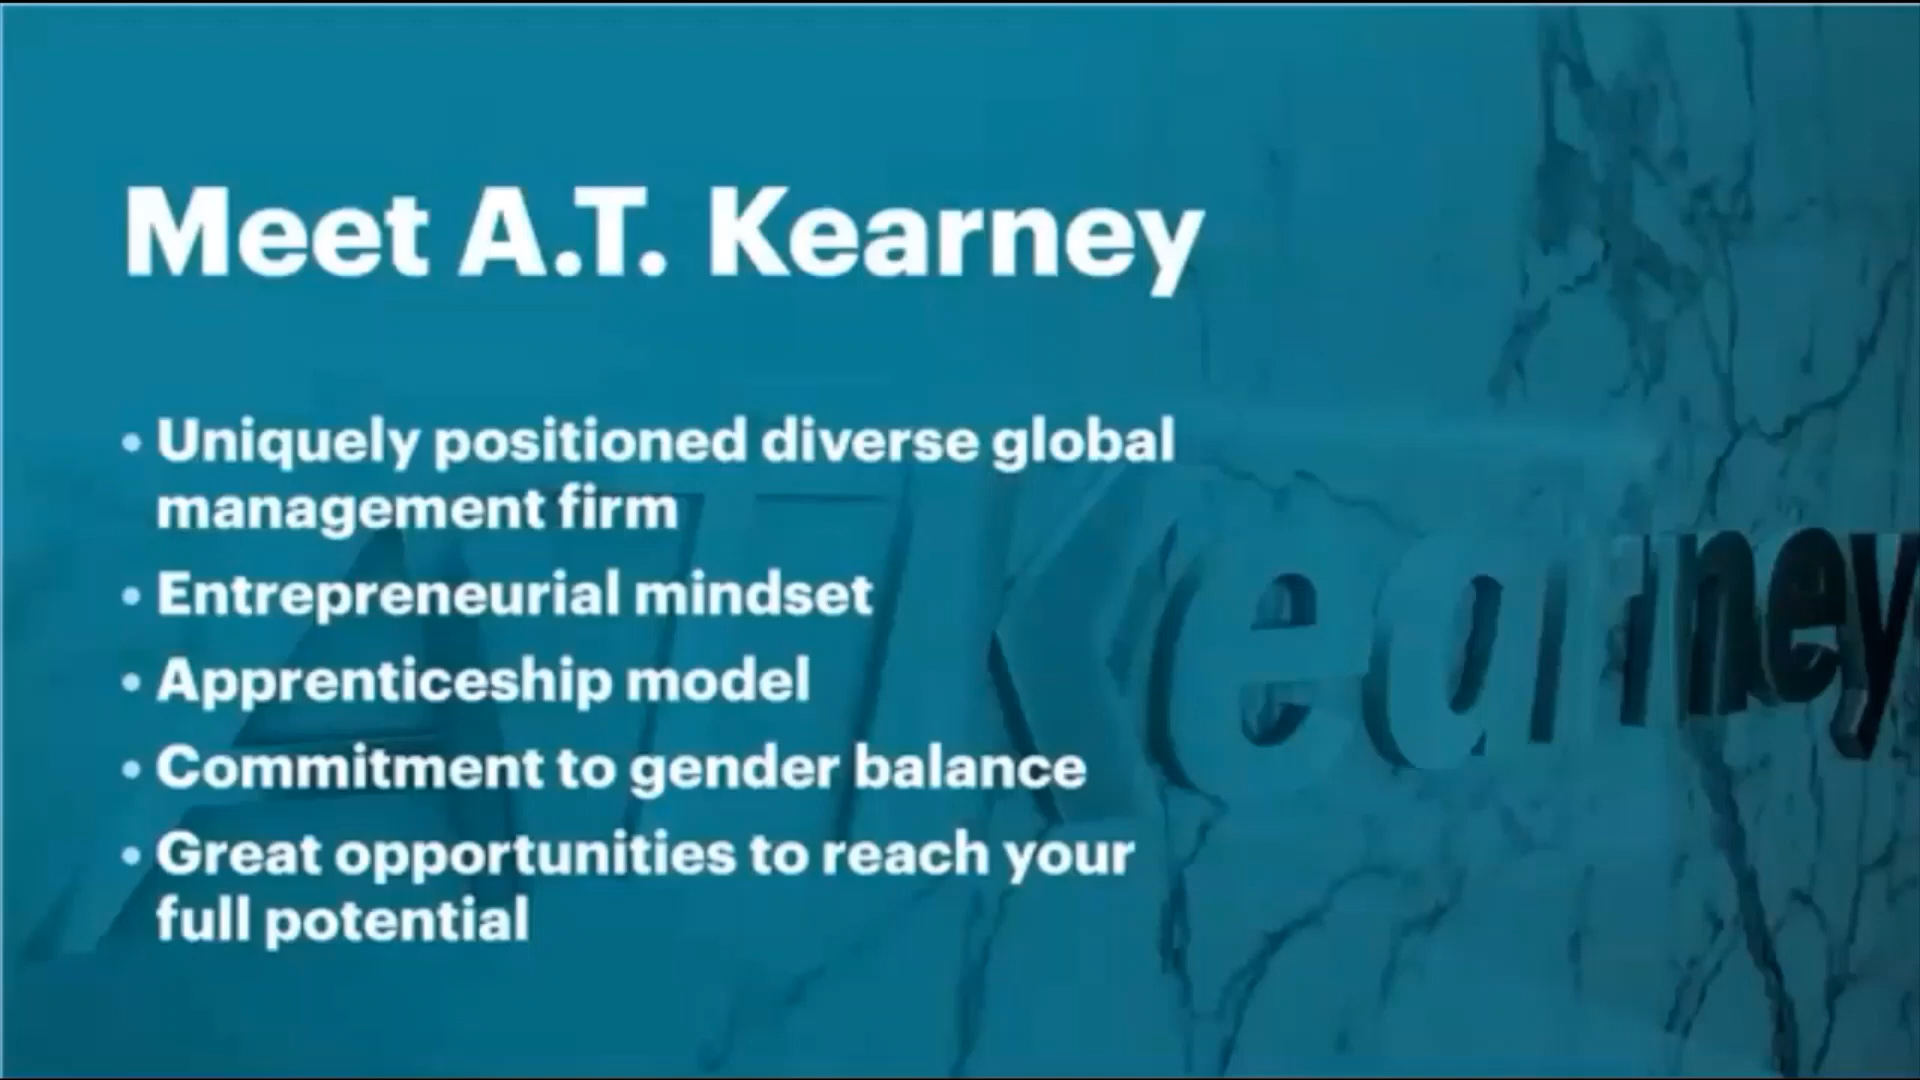 Meet A.T. Kearney
• Uniquely positioned diverse global
management firm
• Entrepreneurial mindset
• Apprenticeship model
• Commitment to gender balance
• Great opportunities to reach your
full potential
ATKearney